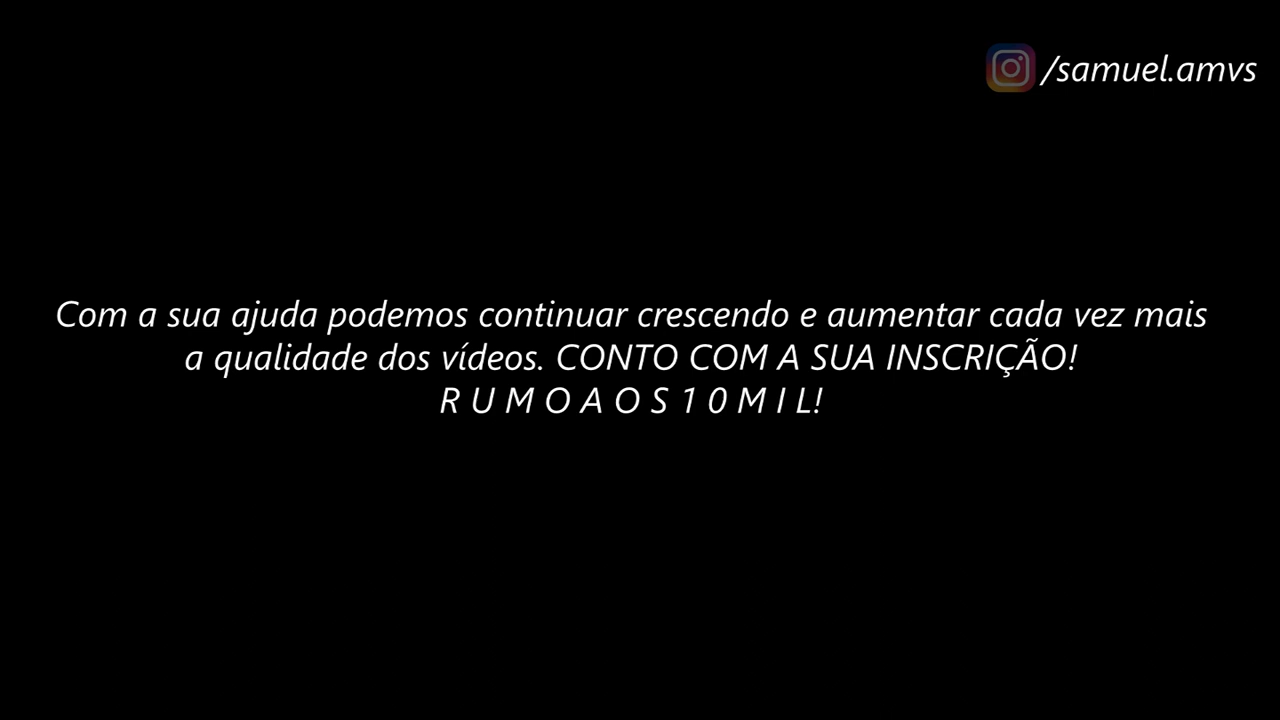 /samuel.amvs
Com a sua ajuda podemos continuar crescendo e aumentar cada vez mais
a qualidade dos vídeos. CONTO COM A SUA INSCRIÇÃO!
R U M O A O S 1 0 M I L!